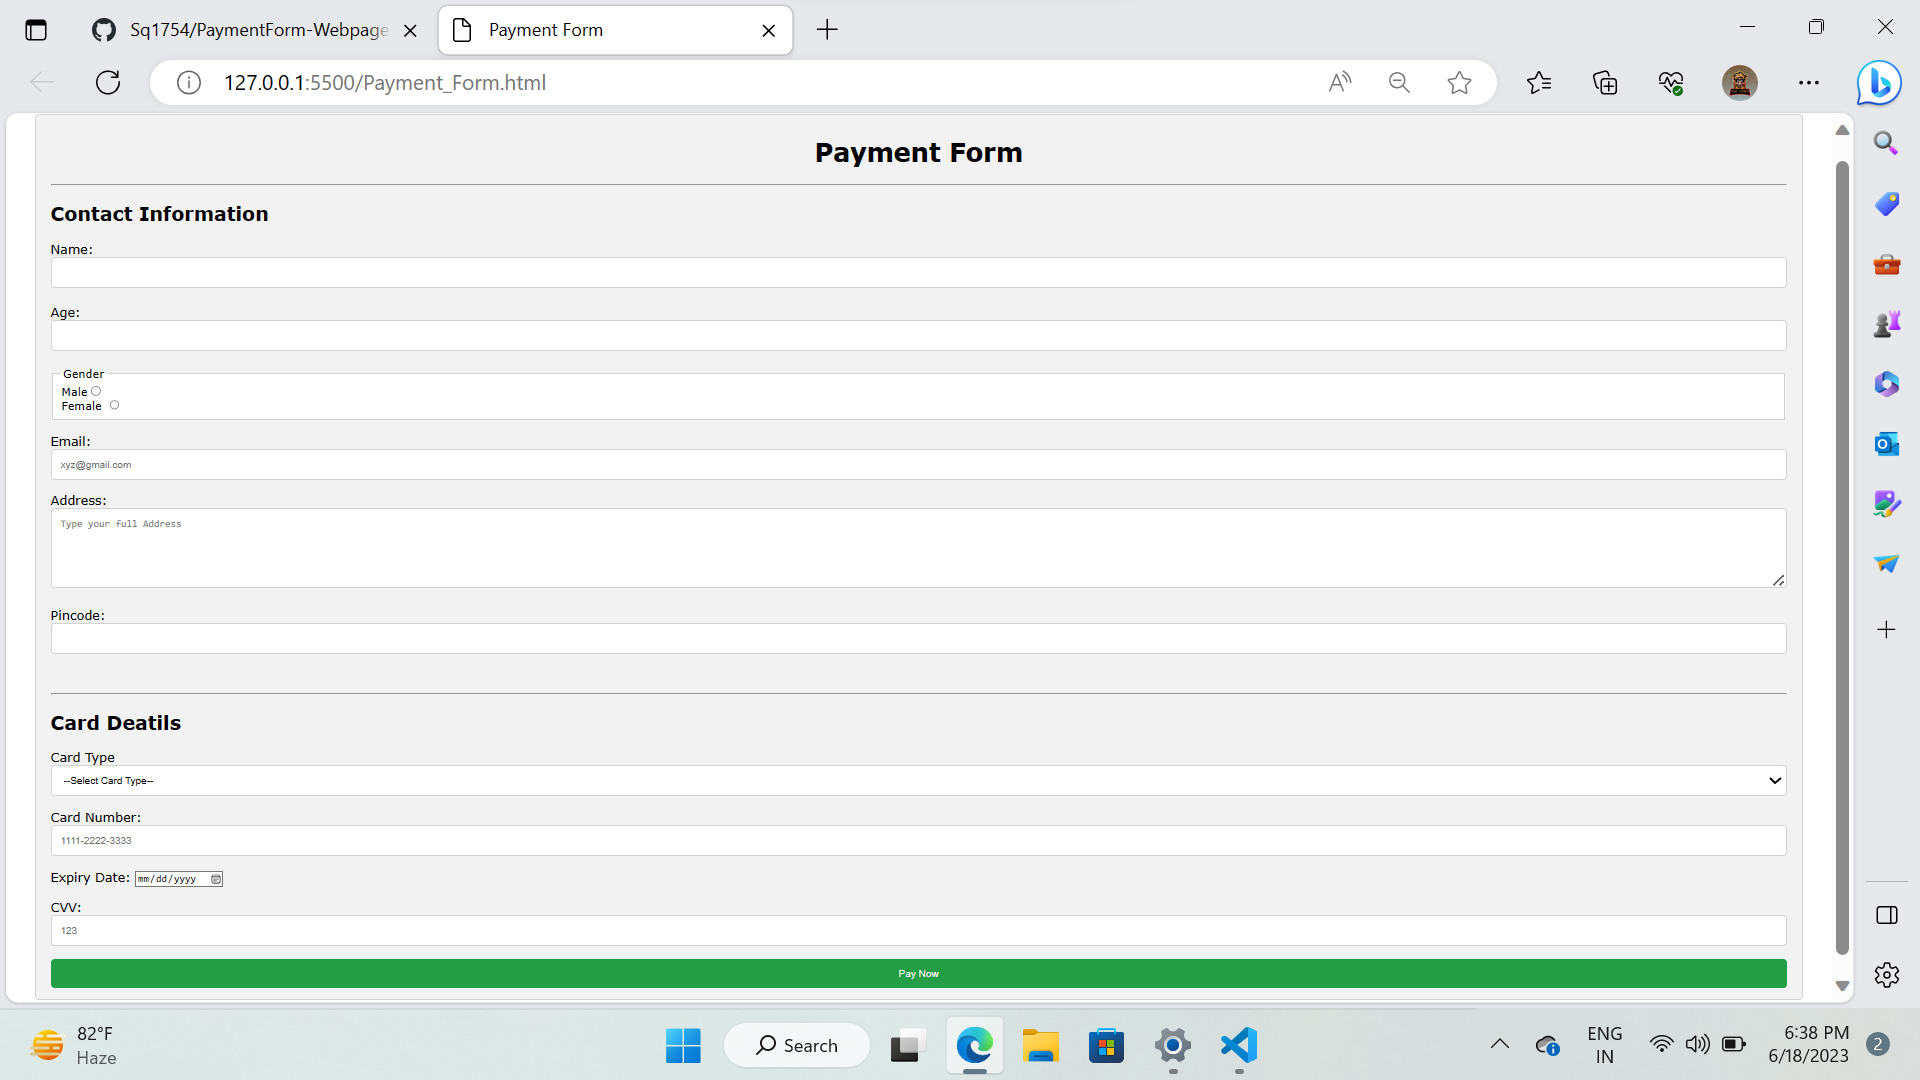 Sq1754/PaymentForm-Webpage
Payment Form
127.0.0.1:5500/Payment_Form.html
Payment Form
Contact Information
Name:
Age:
Gender
Male
Female
Email:
xyz@gmail.com
Address:
Type your full Address
Pincode:
Card Deatils
Card Type
--Select Card Type--
Card Number:
1111-2222-3333
Expiry Date: mm/dd/yyyy
CVV:
123
Pay Now
82°F
Haze
Search
ENG
IN
6:38 PM
6/18/2023
2